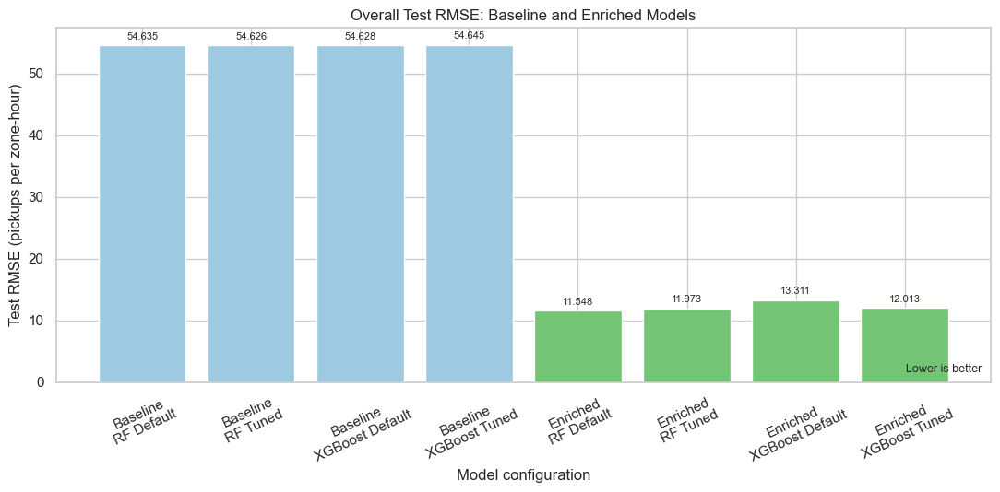 Overall Test RMSE: Baseline and Enriched Models
Test RMSE (pickups per zone-hour)
50
40
30
20
10
0
54.635
54.626
54.628
54.645
11.548
11.973
13.311
12.013
Lower is better
Baseline
RF Default
Baseline
RF Tuned
Baseline
XGBoost Default
Baseline
XGBoost Tuned
Enriched
RF Default
Enriched
RF Tuned
Enriched
XGBoost Default
Enriched
XGBoost Tuned
Model configuration